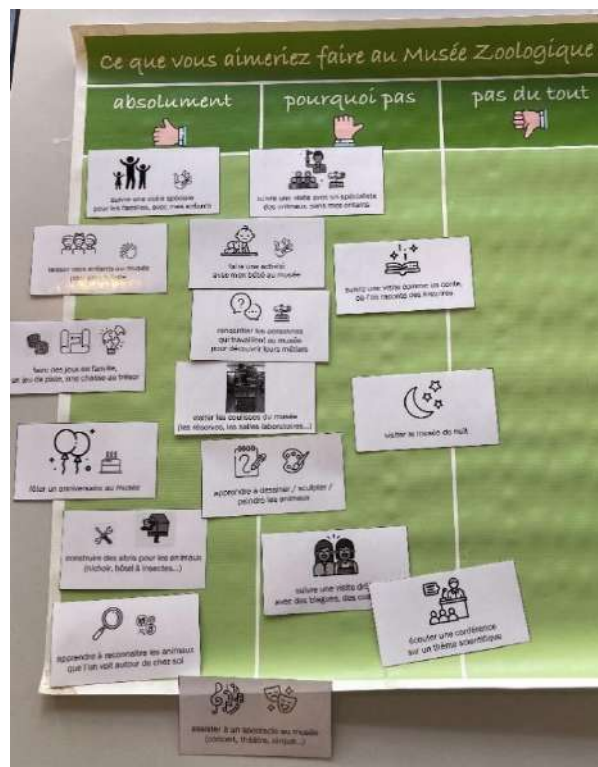 Ce que vous aimeriez faire au Musée Zoologique
absolument
pourquoi pas
pas du tout
suivre une visite spéciale
pour les familles, avec mes enfants
suivre une visite avec un spécialiste
des animaux, sans mes enfants
laisser mes enfants au musée
faire une activité
avec mon bébé au musée
suivre une visite comme un conte,
où l'on raconte des histoires
rencontrer les personnes
qui travaillent au musée
pour découvrir leurs métiers
faire des jeux en famille,
un jeu de piste, une chasse au trésor
visiter les coulisses du musée
(les réserves, les salles laboratoires...)
visiter le musée de nuit
fêter un anniversaire au musée
apprendre à dessiner / sculpter /
peindre les animaux
construire des abris pour les animaux
(nichoir, hôtel à insectes...)
suivre une visite
avec des blagues, des
écouter une conférence
sur un thème scientifique
apprendre à reconnaître les animaux
que l'on voit autour de chez soi
assister à un spectacle au musée
(concert, théâtre, cirque...)